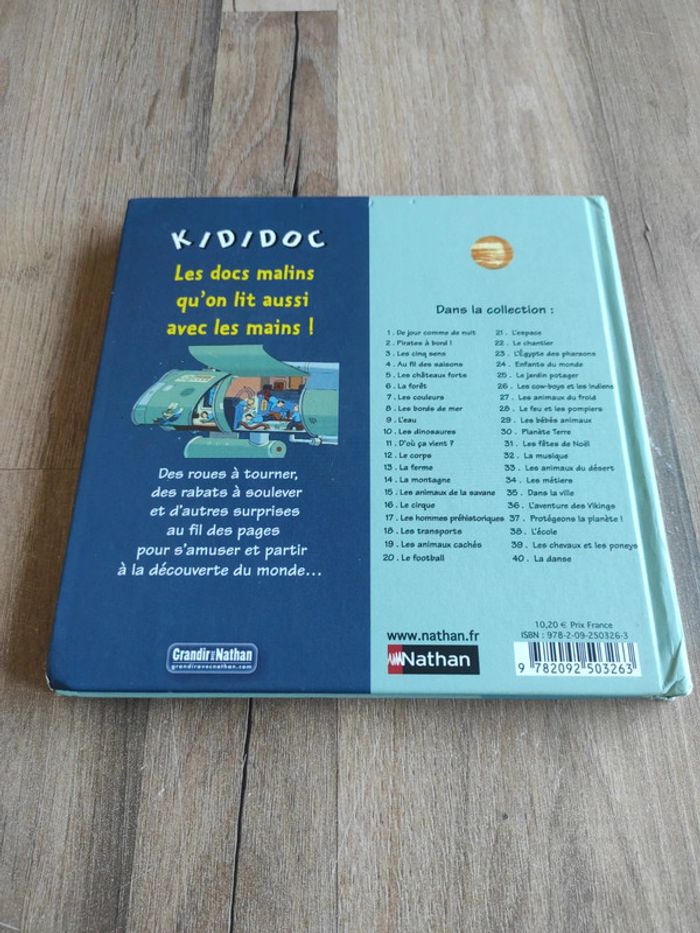 KIDIDOC
Les docs malins
qu'on lit aussi
avec les mains !
Des roues à tourner,
des rabats à soulever
et d'autres surprises
au fil des pages
pour s'amuser et partir
à la découverte du monde...
Grandir avec Nathan
grandiravecnathan.com
Dans la collection :
1 . De jour comme de nuit
2 . Pirates à bord !
3 . Les cinq sens
4 . Au fil des saisons
5 . Les châteaux forts
6 . La forêt
7 . Les couleurs
8 . Les bords de mer
9 . L'eau
10 . Les dinosaures
11 . D'où ça vient ?
12 . Le corps
13 . La ferme
14 . La montagne
15 . Les animaux de la savane
16 . Le cirque
17 . Les hommes préhistoriques
18 . Les transports
19 . Les animaux cachés
20 . Le football
21 . L'espace
22 . Le chantier
23 . L'Égypte des pharaons
24 . Enfants du monde
25 . Le jardin potager
26 . Les cow-boys et les indiens
27 . Les animaux du froid
28 . Le feu et les pompiers
29 . Les bébés animaux
30 . Planète Terre
31 . Les fêtes de Noël
32 . La musique
33 . Les animaux du désert
34 . Les métiers
35 . Dans la ville
36 . L'aventure des Vikings
37 . Protégeons la planète !
38 . L'école
39 . Les chevaux et les poneys
40 . La danse
www.nathan.fr
Nathan
10,20 € Prix France
ISBN : 978-2-09-250326-3
9 782092 503263